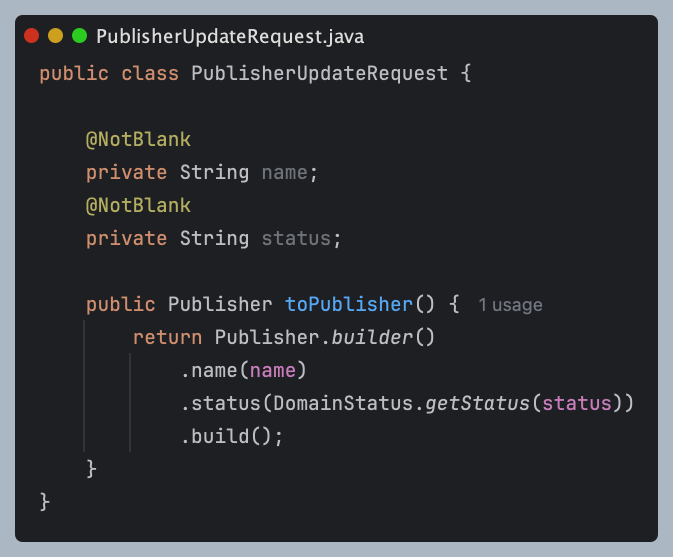 PublisherUpdateRequest.java
public class PublisherUpdateRequest {
@NotBlank
private String name;
@NotBlank
private String status;
public Publisher toPublisher() { 1 usage
return Publisher.builder()
.name(name)
.status(DomainStatus.getStatus(status))
.build();
}
}